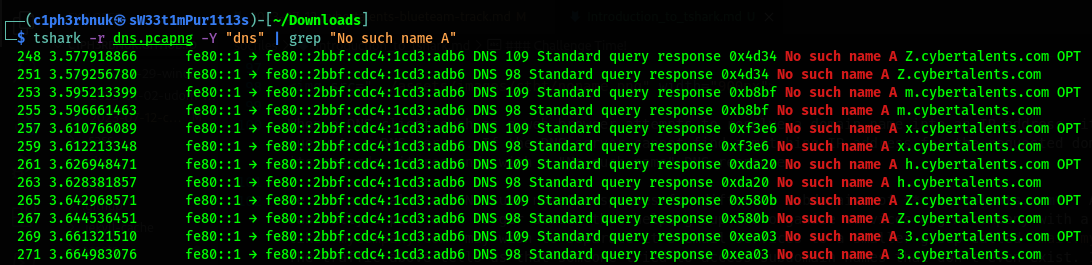 ┌──(c1ph3rbnuk㉿sW33t1mPur1t13s)-[~/Downloads]
└─$ tshark -r dns.pcapng -Y "dns" | grep "No such name A"
248 3.577918866 fe80::1 → fe80::2bbf:cdc4:1cd3:adb6 DNS 109 Standard query response 0x4d34 No such name A Z.cybertalents.com OPT
251 3.579256780 fe80::1 → fe80::2bbf:cdc4:1cd3:adb6 DNS 98 Standard query response 0x4d34 No such name A Z.cybertalents.com
253 3.595213399 fe80::1 → fe80::2bbf:cdc4:1cd3:adb6 DNS 109 Standard query response 0xb8bf No such name A m.cybertalents.com OPT
255 3.596661463 fe80::1 → fe80::2bbf:cdc4:1cd3:adb6 DNS 98 Standard query response 0xb8bf No such name A m.cybertalents.com
257 3.610766089 fe80::1 → fe80::2bbf:cdc4:1cd3:adb6 DNS 109 Standard query response 0xf3e6 No such name A x.cybertalents.com OPT
259 3.612213348 fe80::1 → fe80::2bbf:cdc4:1cd3:adb6 DNS 98 Standard query response 0xf3e6 No such name A x.cybertalents.com
261 3.626948471 fe80::1 → fe80::2bbf:cdc4:1cd3:adb6 DNS 109 Standard query response 0xda20 No such name A h.cybertalents.com OPT
263 3.628381857 fe80::1 → fe80::2bbf:cdc4:1cd3:adb6 DNS 98 Standard query response 0xda20 No such name A h.cybertalents.com
265 3.642968571 fe80::1 → fe80::2bbf:cdc4:1cd3:adb6 DNS 109 Standard query response 0x580b No such name A Z.cybertalents.com OPT
267 3.644536451 fe80::1 → fe80::2bbf:cdc4:1cd3:adb6 DNS 98 Standard query response 0x580b No such name A Z.cybertalents.com
269 3.661321510 fe80::1 → fe80::2bbf:cdc4:1cd3:adb6 DNS 109 Standard query response 0xea03 No such name A 3.cybertalents.com OPT
271 3.664983076 fe80::1 → fe80::2bbf:cdc4:1cd3:adb6 DNS 98 Standard query response 0xea03 No such name A 3.cybertalents.com